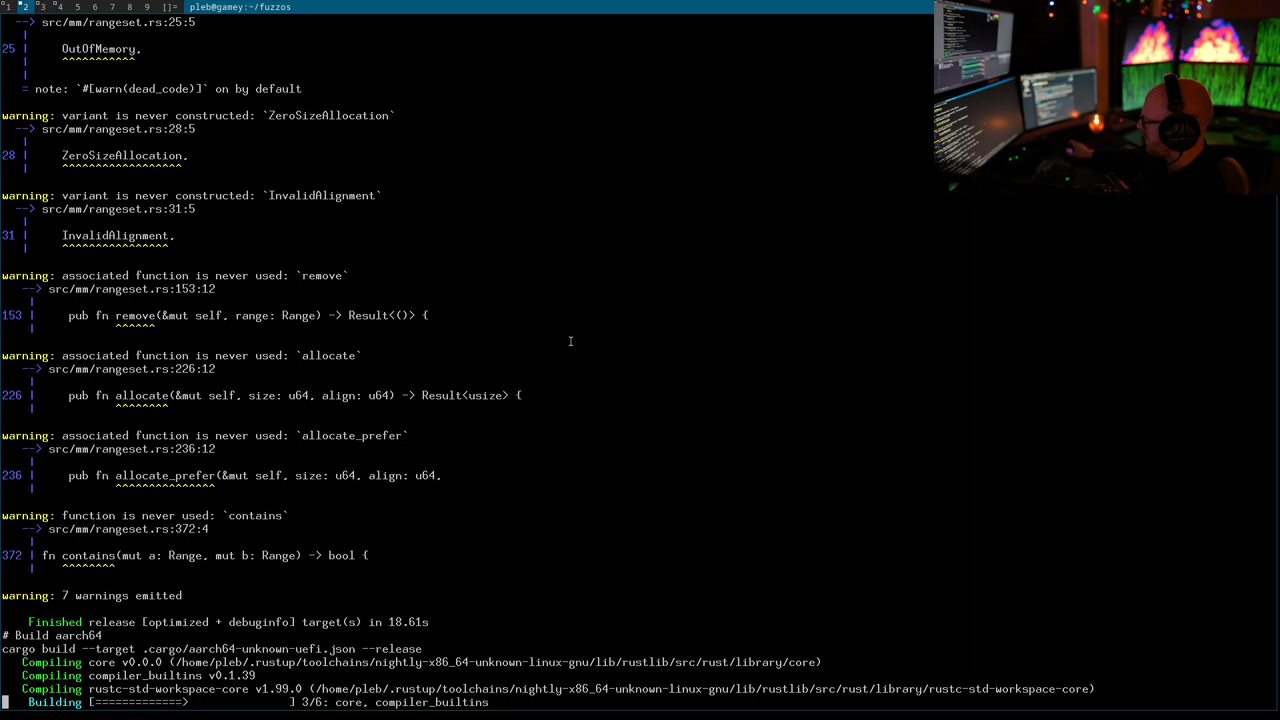 1 2 3 4 5 6 7 8 9 []= pleb@gamey:~/fuzzos
--> src/mm/rangeset.rs:25:5
|
25 |     OutOfMemory,
|     ^^^^^^^^^^^
|
= note: `#[warn(dead_code)]` on by default
warning: variant is never constructed: `ZeroSizeAllocation`
--> src/mm/rangeset.rs:28:5
|
28 |     ZeroSizeAllocation,
|     ^^^^^^^^^^^^^^^^^^
warning: variant is never constructed: `InvalidAlignment`
--> src/mm/rangeset.rs:31:5
|
31 |     InvalidAlignment,
|     ^^^^^^^^^^^^^^^^
warning: associated function is never used: `remove`
--> src/mm/rangeset.rs:153:12
|
153 |     pub fn remove(&mut self, range: Range) -> Result<()> {
|            ^^^^^^
warning: associated function is never used: `allocate`
--> src/mm/rangeset.rs:226:12
|
226 |     pub fn allocate(&mut self, size: u64, align: u64) -> Result<usize> {
|            ^^^^^^^^
warning: associated function is never used: `allocate_prefer`
--> src/mm/rangeset.rs:236:12
|
236 |     pub fn allocate_prefer(&mut self, size: u64, align: u64,
|            ^^^^^^^^^^^^^^^
warning: function is never used: `contains`
--> src/mm/rangeset.rs:372:4
|
372 | fn contains(mut a: Range, mut b: Range) -> bool {
|    ^^^^^^^^
warning: 7 warnings emitted
Finished release [optimized + debuginfo] target(s) in 18.61s
# Build aarch64
cargo build --target .cargo/aarch64-unknown-uefi.json --release
Compiling core v0.0.0 (/home/pleb/.rustup/toolchains/nightly-x86_64-unknown-linux-gnu/lib/rustlib/src/rust/library/core)
Compiling compiler_builtins v0.1.39
Compiling rustc-std-workspace-core v1.99.0 (/home/pleb/.rustup/toolchains/nightly-x86_64-unknown-linux-gnu/lib/rustlib/src/rust/library/rustc-std-workspace-core)
Building [=============>               ] 3/6: core, compiler_builtins